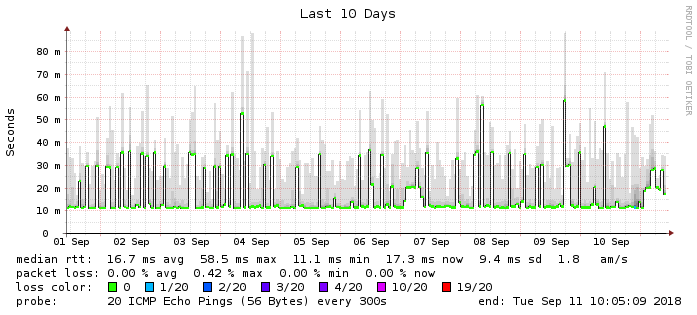 Last 10 Days
RRDTOOL / TOBI OETIKER
Seconds
80 m
70 m
60 m
50 m
40 m
30 m
20 m
10 m
0
01 Sep 02 Sep 03 Sep 04 Sep 05 Sep 06 Sep 07 Sep 08 Sep 09 Sep 10 Sep
median rtt: 16.7 ms avg 58.5 ms max 11.1 ms min 17.3 ms now 9.4 ms sd 1.8 am/s
packet loss: 0.00 % avg 0.42 % max 0.00 % min 0.00 % now
loss color: 0 1/20 2/20 3/20 4/20 10/20 19/20
probe: 20 ICMP Echo Pings (56 Bytes) every 300s end: Tue Sep 11 10:05:09 2018